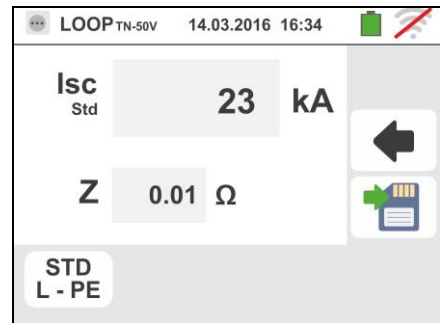 LOOP TN-50V 14.03.2016 16:34
Isc
Std
23 kA
Z 0.01 Ω
STD
L - PE